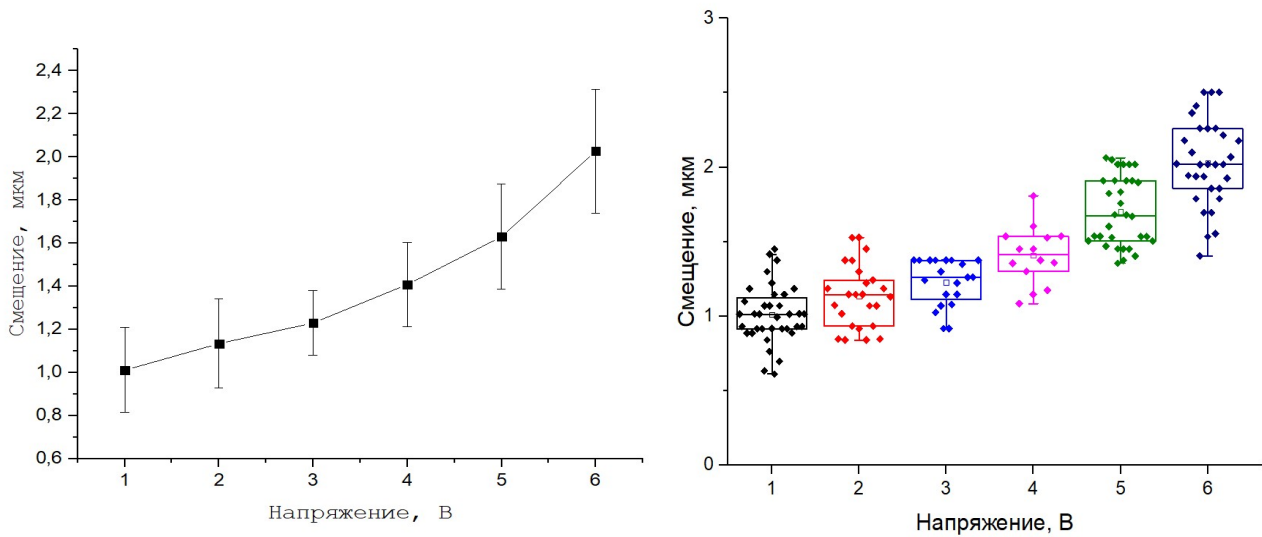 Смещение, мкм
2,4
2,2
2,0
1,8
1,6
1,4
1,2
1,0
0,8
0,6
1 2 3 4 5 6
Напряжение, В
Смещение, мкм
3
2
1
0
1 2 3 4 5 6
Напряжение, В